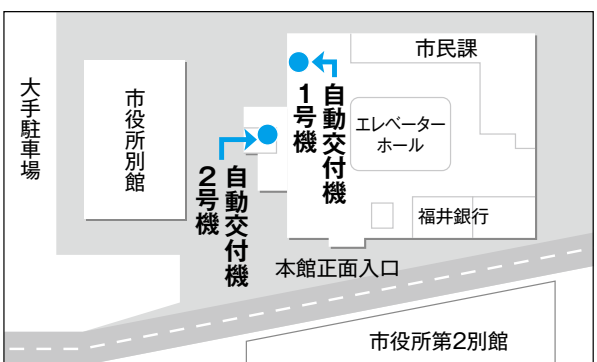 市民課
自動交付機
1号機
大手駐車場
市役所別館
エレベーター
ホール
自動交付機
2号機
福井銀行
本館正面入口
市役所第2別館